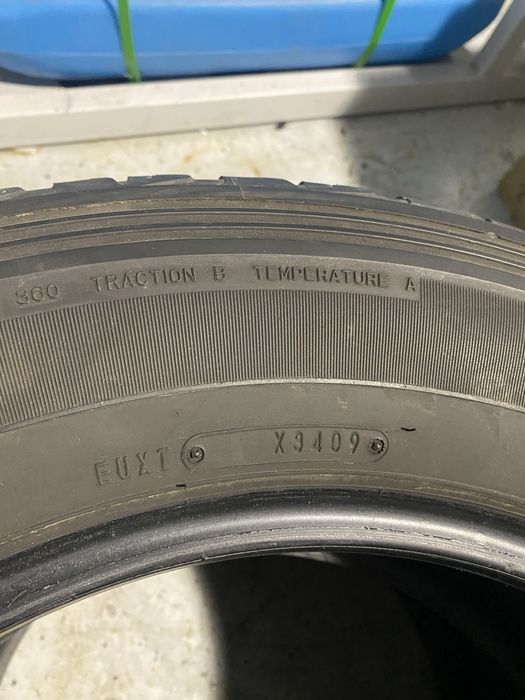 360 TRACTION B TEMPERATURE A
EUXT X3409